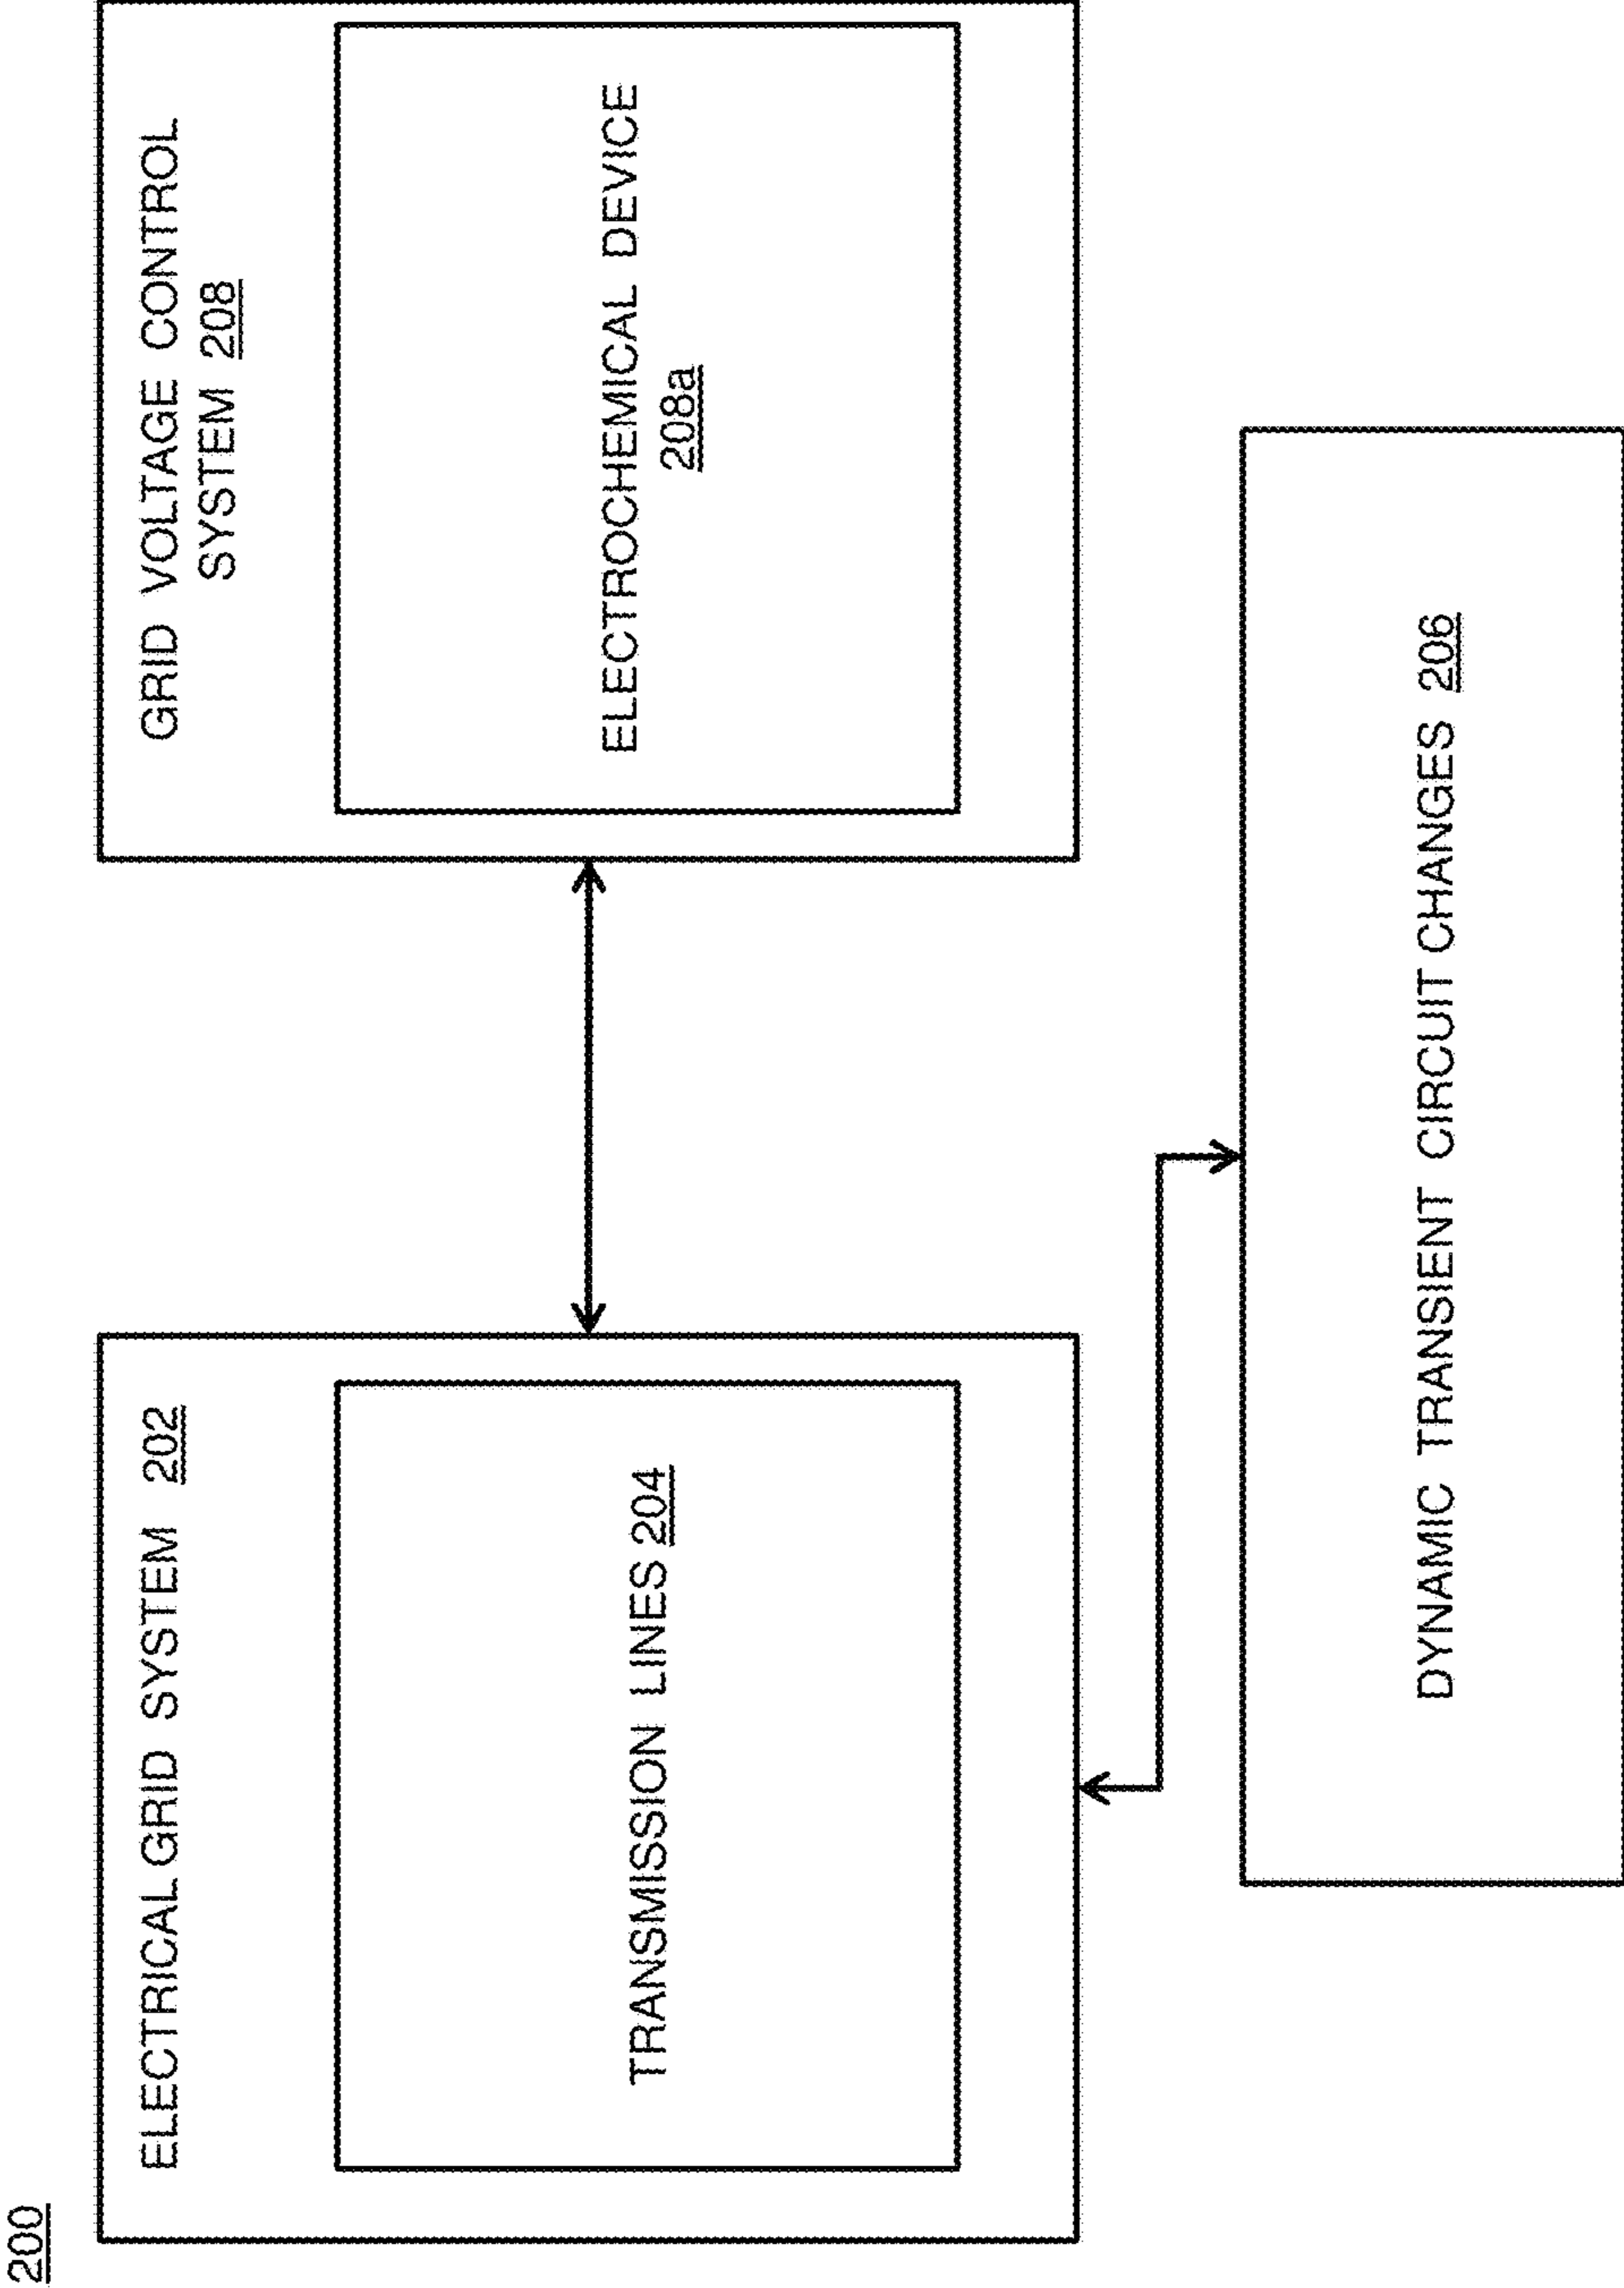 200
ELECTRICAL GRID SYSTEM 202
TRANSMISSION LINES 204
GRID VOLTAGE CONTROL
SYSTEM 208
ELECTROCHEMICAL DEVICE
208a
DYNAMIC TRANSIENT CIRCUIT CHANGES 206